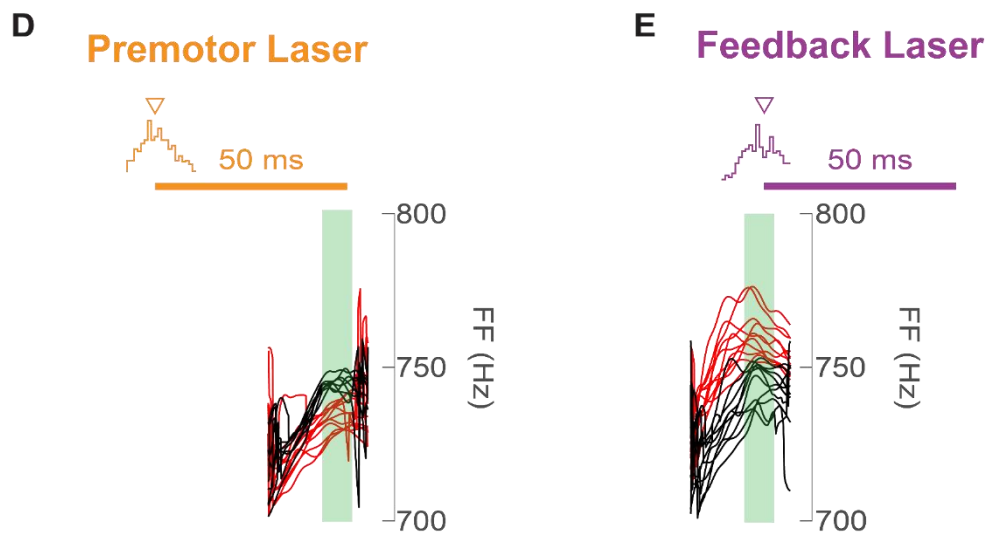 D
Premotor Laser
50 ms
800
750
700
FF (Hz)
E
Feedback Laser
50 ms
800
750
700
FF (Hz)